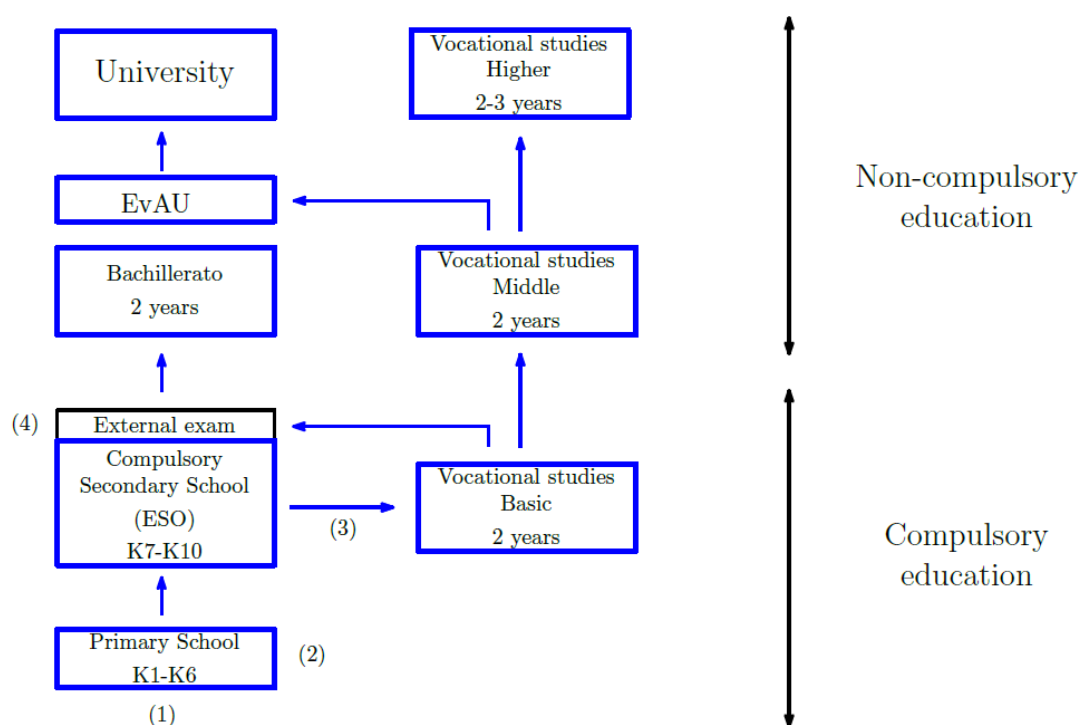 University
Vocational studies
Higher
2-3 years
EvAU
Non-compulsory
education
Bachillerato
2 years
Vocational studies
Middle
2 years
(4)
External exam
Compulsory
Secondary School
(ESO)
K7-K10
(3)
Vocational studies
Basic
2 years
Compulsory
education
Primary School
K1-K6
(2)
(1)